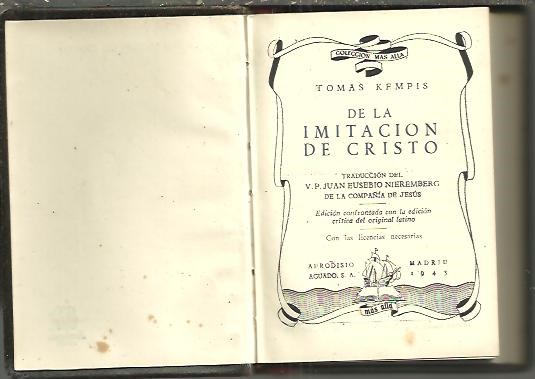 COLECCION MAS ALLA
TOMAS KEMPIS
DE LA
IMITACION
DE CRISTO
TRADUCCIÓN DEL
V. P. JUAN EUSEBIO NIEREMBERG
DE LA COMPAÑÍA DE JESÚS
Edición confrontada con la edición
crítica del original latino
Con las licencias necesarias
AFRODISIO MADRID
AGUADO, S. A. 1943
mas alla